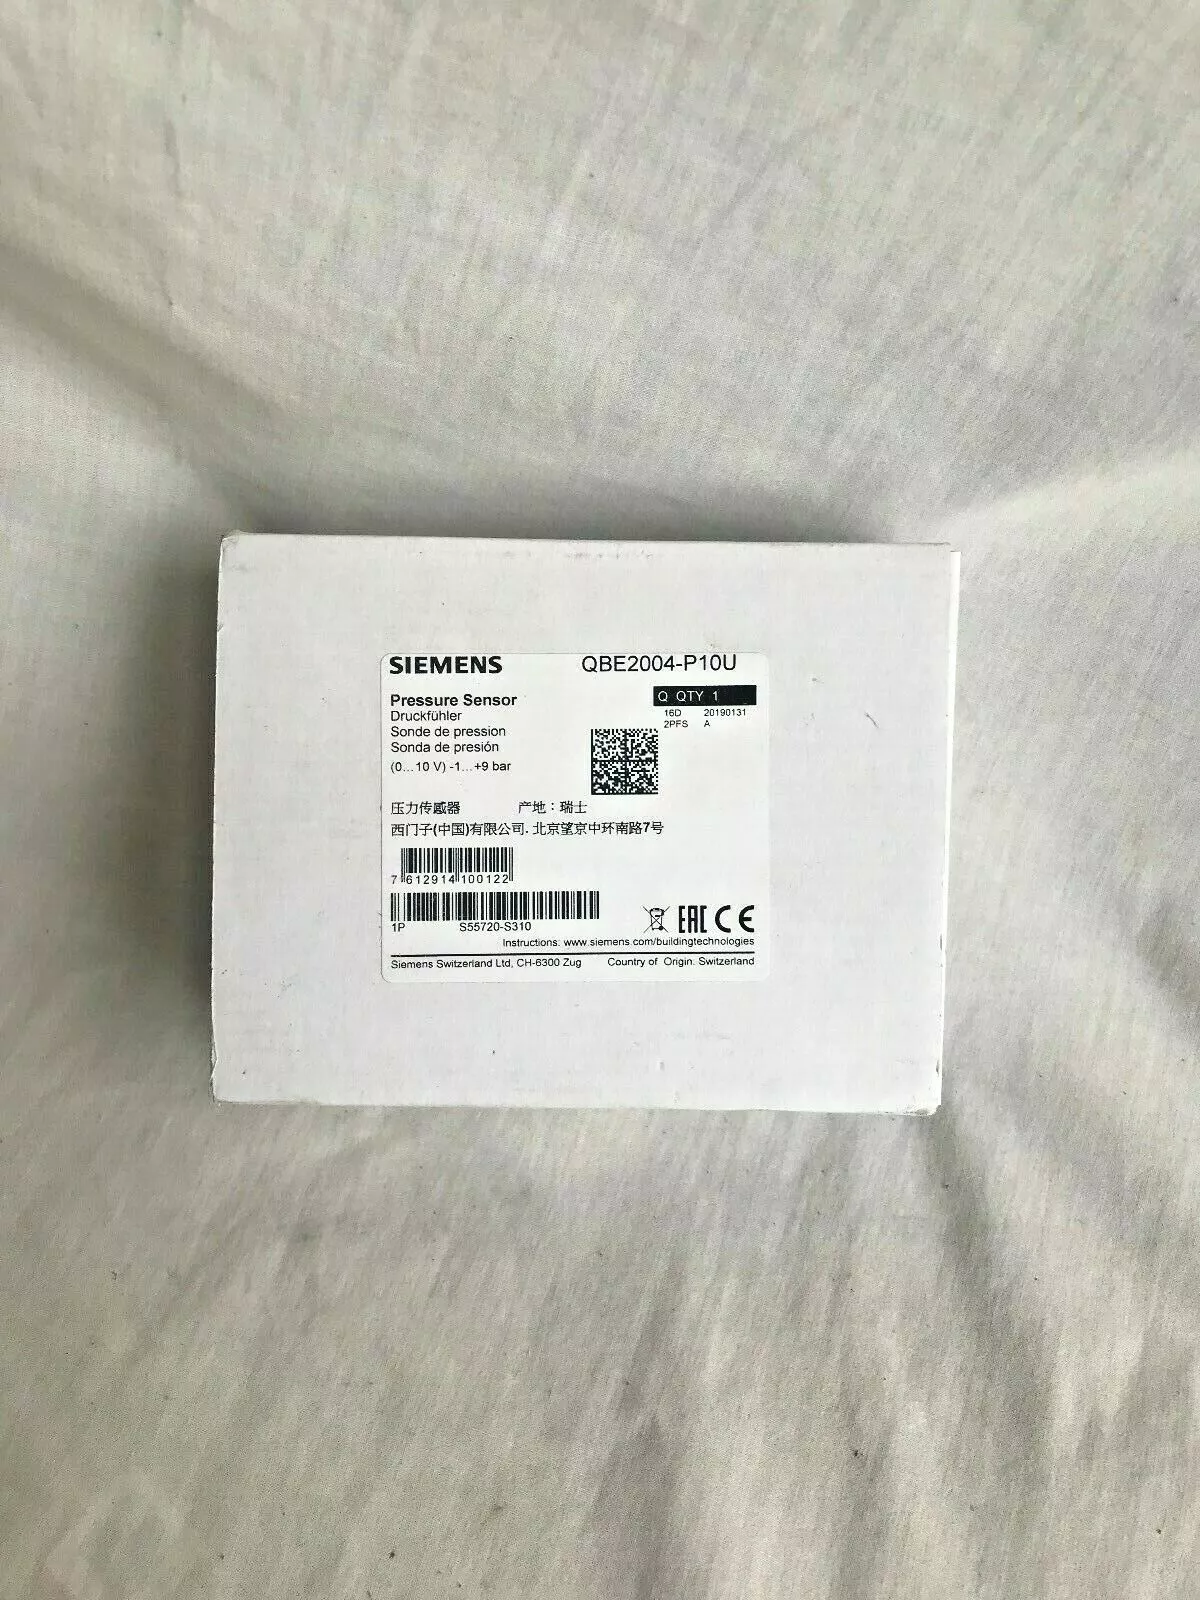 SIEMENS QBE2004-P10U
Pressure Sensor Q QTY 1
Druckfühler 16D 20190131
Sonde de pression 2PFS A
Sonda de presión
(0...10 V) -1...+9 bar
压力传感器 产地：瑞士
西门子(中国)有限公司. 北京望京中环南路7号
7 612914 100122
1P S55720-S310
EAC CE
Instructions: www.siemens.com/buildingtechnologies
Siemens Switzerland Ltd, CH-6300 Zug Country of Origin: Switzerland